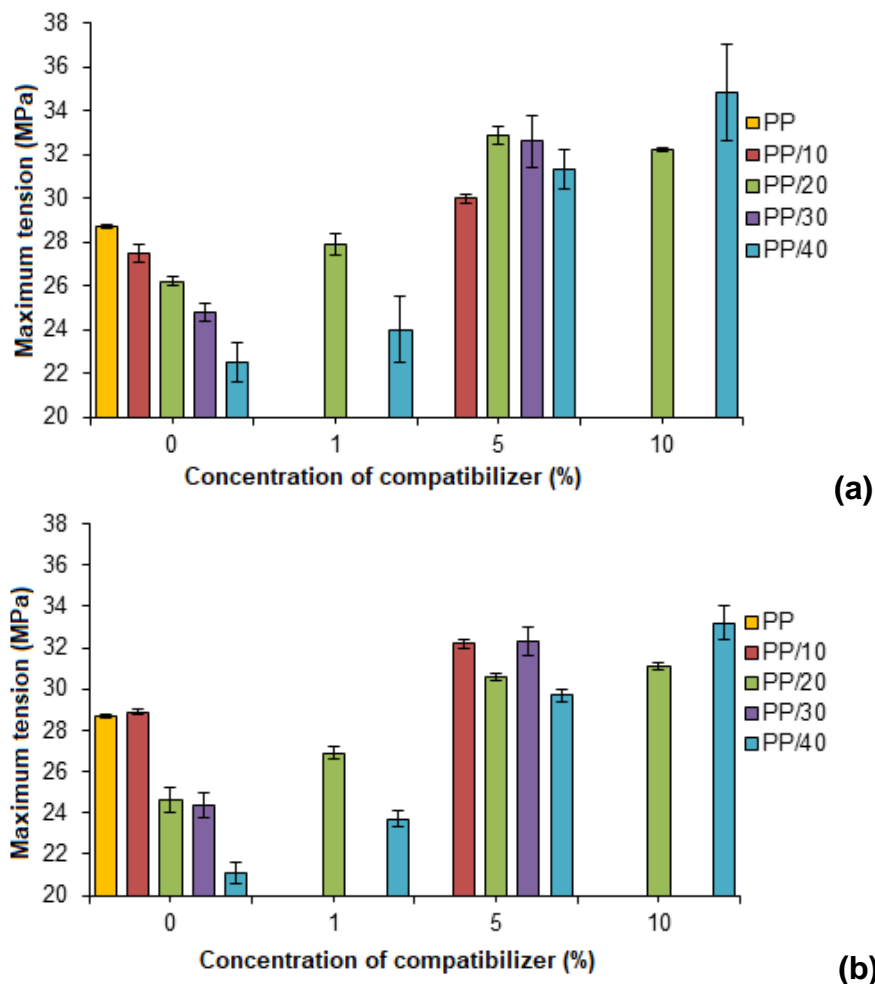 38
36
34
32
30
28
26
24
22
20
Maximum tension (MPa)
0 1 5 10
Concentration of compatibilizer (%)
PP
PP/10
PP/20
PP/30
PP/40
(a)
38
36
34
32
30
28
26
24
22
20
Maximum tension (MPa)
0 1 5 10
Concentration of compatibilizer (%)
PP
PP/10
PP/20
PP/30
PP/40
(b)